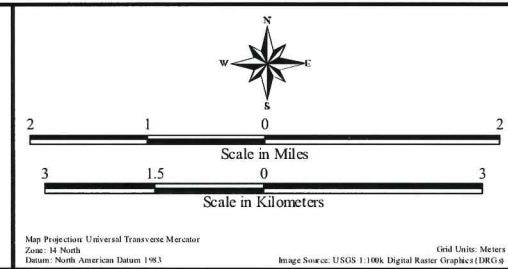 N
W E
S
2 1 0 2
Scale in Miles
3 1.5 0 3
Scale in Kilometers
Map Projection: Universal Transverse Mercator
Zone: 14 North Grid Units: Meters
Datum: North American Datum 1983 Image Source: USGS 1:100k Digital Raster Graphics (DRGs)